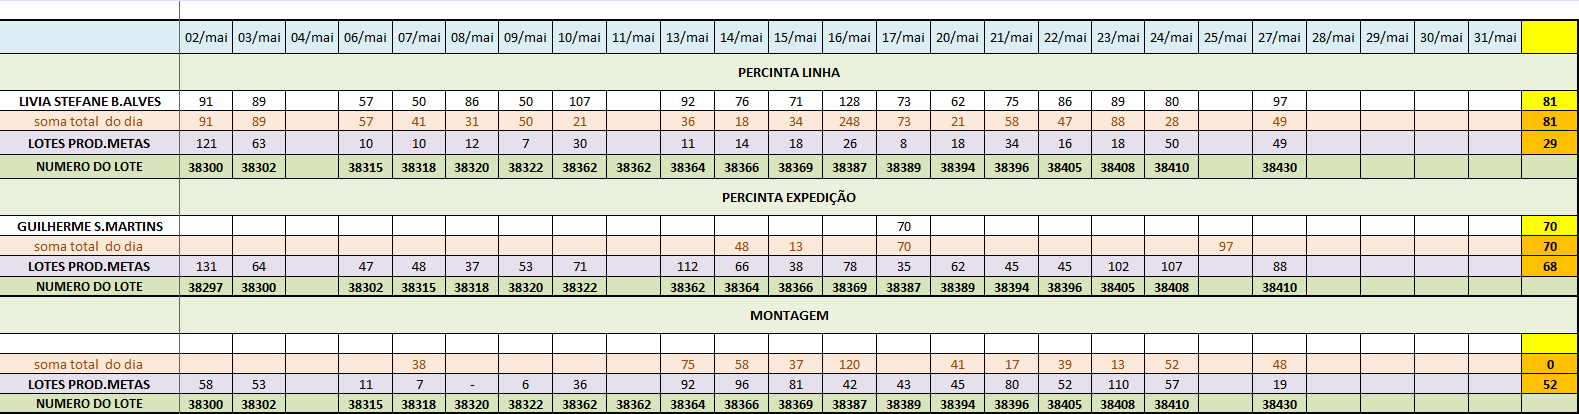 02/mai 03/mai 04/mai 06/mai 07/mai 08/mai 09/mai 10/mai 11/mai 13/mai 14/mai 15/mai 16/mai 17/mai 20/mai 21/mai 22/mai 23/mai 24/mai 25/mai 27/mai 28/mai 29/mai 30/mai 31/mai
PERCINTA LINHA
LIVIA STEFANE B.ALVES 91 89 57 50 86 50 107 92 76 71 128 73 62 75 86 89 80 97 81
soma total do dia 91 89 57 41 31 50 21 36 18 34 248 73 21 58 47 88 28 49 81
LOTES PROD.METAS 121 63 10 10 12 7 30 11 14 18 26 8 18 34 16 18 50 49 29
NUMERO DO LOTE 38300 38302 38315 38318 38320 38322 38362 38362 38364 38366 38369 38387 38389 38394 38396 38405 38408 38410 38430
PERCINTA EXPEDIÇÃO
GUILHERME S.MARTINS 70 70
soma total do dia 48 13 70 97 70
LOTES PROD.METAS 131 64 47 48 37 53 71 112 66 38 78 35 62 45 45 102 107 88 68
NUMERO DO LOTE 38297 38300 38302 38315 38318 38320 38322 38362 38364 38366 38369 38387 38389 38394 38396 38405 38408 38410
MONTAGEM
soma total do dia 38 75 58 37 120 41 17 39 13 52 48 0
LOTES PROD.METAS 58 53 11 7 - 6 36 92 96 81 42 43 45 80 52 110 57 19 52
NUMERO DO LOTE 38300 38302 38315 38318 38320 38322 38362 38362 38364 38366 38369 38387 38389 38394 38396 38405 38408 38410 38430